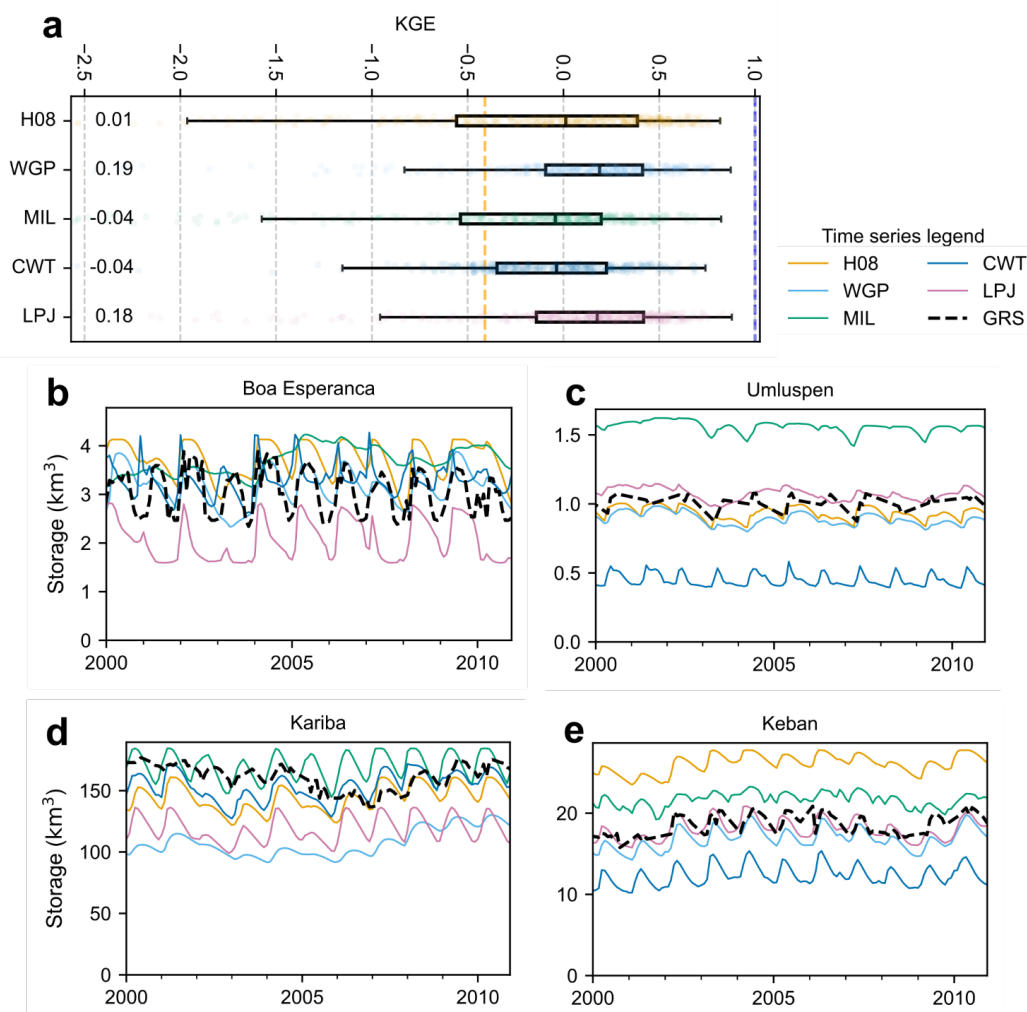 a
KGE
−2.5 −2.0 −1.5 −1.0 −0.5 0.0 0.5 1.0
H08 0.01
WGP 0.19
MIL -0.04
CWT -0.04
LPJ 0.18
Time series legend
H08 CWT
WGP LPJ
MIL GRS
b
Boa Esperanca
Storage (km³)
4
3
2
1
0
2000 2005 2010
c
Umluspen
1.5
1.0
0.5
0.0
2000 2005 2010
d
Kariba
Storage (km³)
150
100
50
0
2000 2005 2010
e
Keban
20
10
0
2000 2005 2010